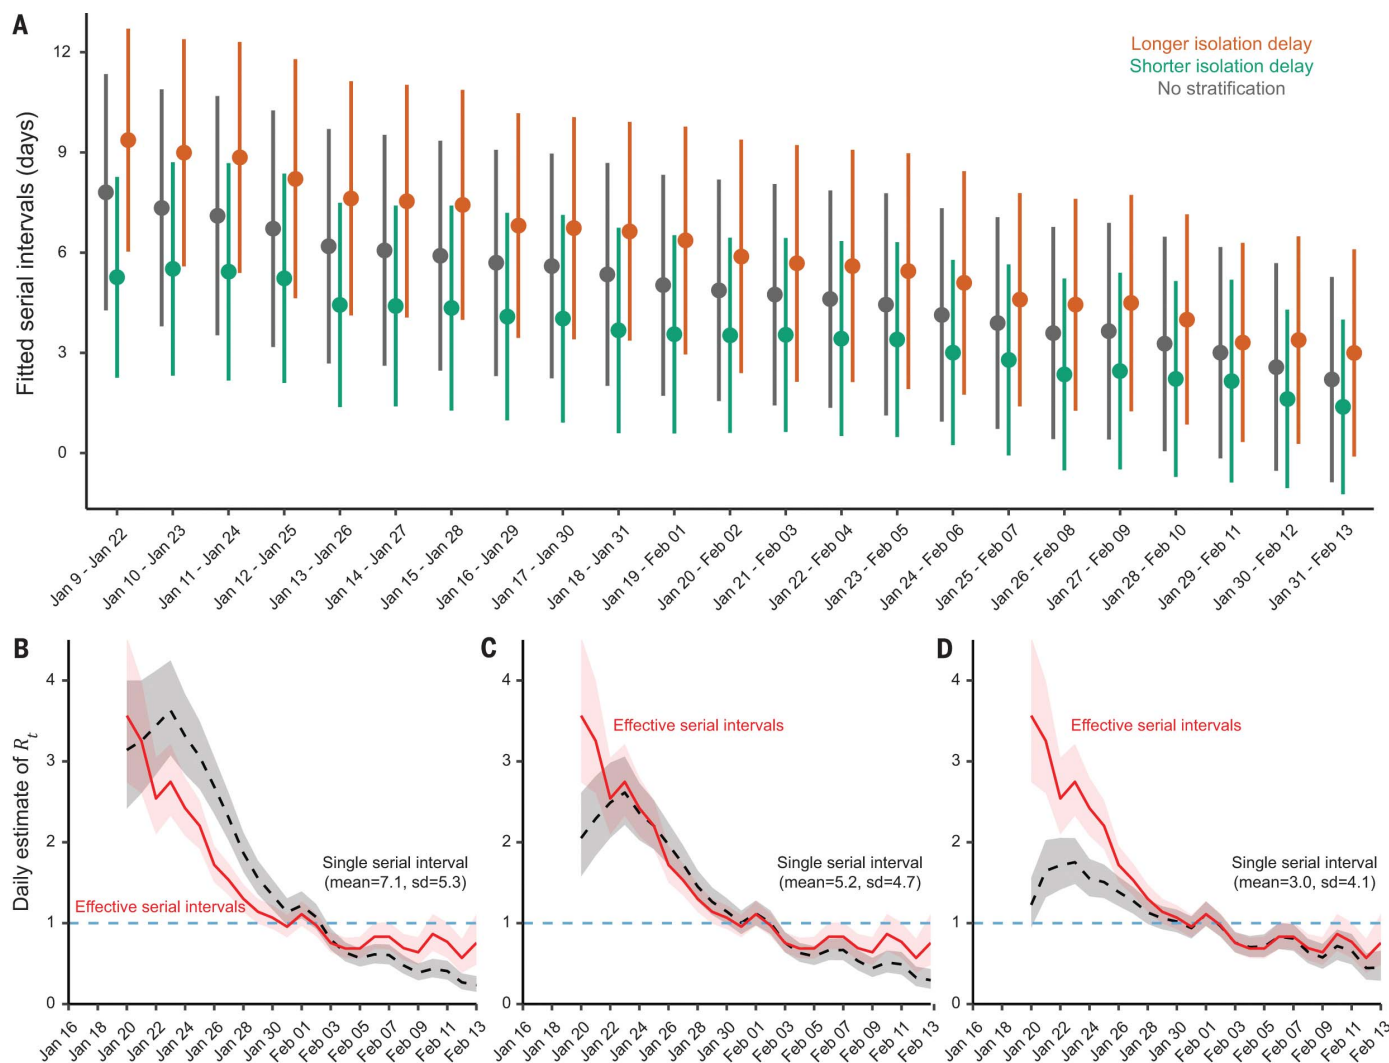 A
Fitted serial intervals (days)
12
9
6
3
0
Longer isolation delay
Shorter isolation delay
No stratification
Jan 9 - Jan 22
Jan 10 - Jan 23
Jan 11 - Jan 24
Jan 12 - Jan 25
Jan 13 - Jan 26
Jan 14 - Jan 27
Jan 15 - Jan 28
Jan 16 - Jan 29
Jan 17 - Jan 30
Jan 18 - Jan 31
Jan 19 - Feb 01
Jan 20 - Feb 02
Jan 21 - Feb 03
Jan 22 - Feb 04
Jan 23 - Feb 05
Jan 24 - Feb 06
Jan 25 - Feb 07
Jan 26 - Feb 08
Jan 27 - Feb 09
Jan 28 - Feb 10
Jan 29 - Feb 11
Jan 30 - Feb 12
Jan 31 - Feb 13
B
Daily estimate of Rt
4
3
2
1
0
Single serial interval
(mean=7.1, sd=5.3)
Effective serial intervals
Jan 16
Jan 18
Jan 20
Jan 22
Jan 24
Jan 26
Jan 28
Jan 30
Feb 01
Feb 03
Feb 05
Feb 07
Feb 09
Feb 11
Feb 13
C
4
3
2
1
0
Effective serial intervals
Single serial interval
(mean=5.2, sd=4.7)
Jan 16
Jan 18
Jan 20
Jan 22
Jan 24
Jan 26
Jan 28
Jan 30
Feb 01
Feb 03
Feb 05
Feb 07
Feb 09
Feb 11
Feb 13
D
4
3
2
1
0
Effective serial intervals
Single serial interval
(mean=3.0, sd=4.1)
Jan 16
Jan 18
Jan 20
Jan 22
Jan 24
Jan 26
Jan 28
Jan 30
Feb 01
Feb 03
Feb 05
Feb 07
Feb 09
Feb 11
Feb 13